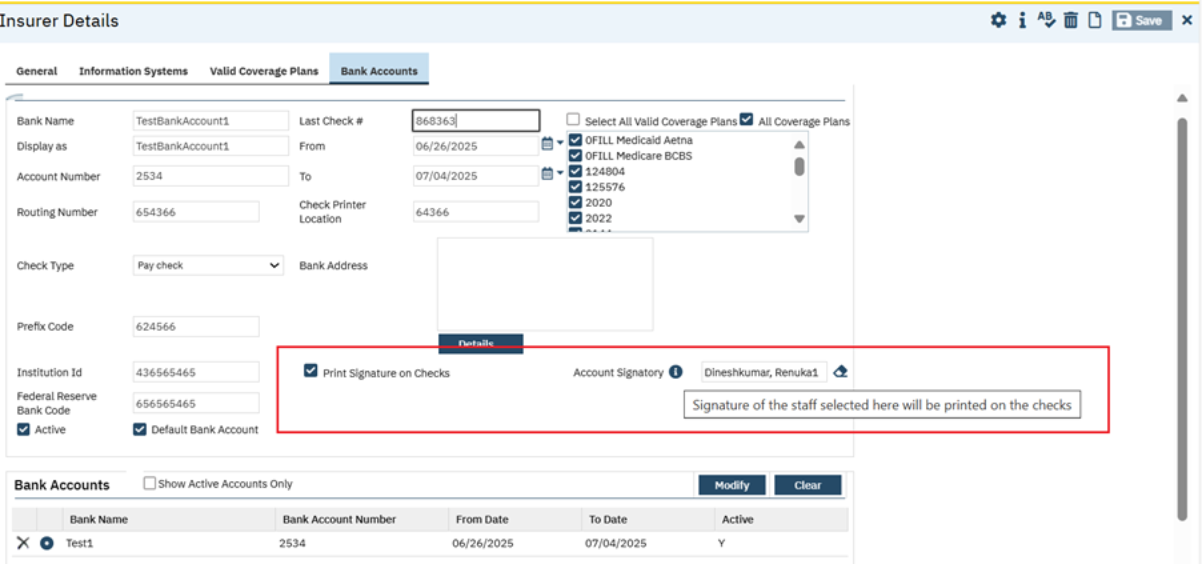 Insurer Details
Save
General Information Systems Valid Coverage Plans Bank Accounts
Bank Name TestBankAccount1 Last Check # 868363 Select All Valid Coverage Plans All Coverage Plans
Display as TestBankAccount1 From 06/26/2025 0FILL Medicaid Aetna
0FILL Medicare BCBS
Account Number 2534 To 07/04/2025 124804
125576
2020
2022
Routing Number 654366 Check Printer Location 64366
Check Type Pay check Bank Address
Prefix Code 624566
Details...
Institution Id 436565465 Print Signature on Checks Account Signatory Dineshkumar, Renuka1
Signature of the staff selected here will be printed on the checks
Federal Reserve
Bank Code 656565465
Active Default Bank Account
Bank Accounts Show Active Accounts Only Modify Clear
Bank Name Bank Account Number From Date To Date Active
Test1 2534 06/26/2025 07/04/2025 Y